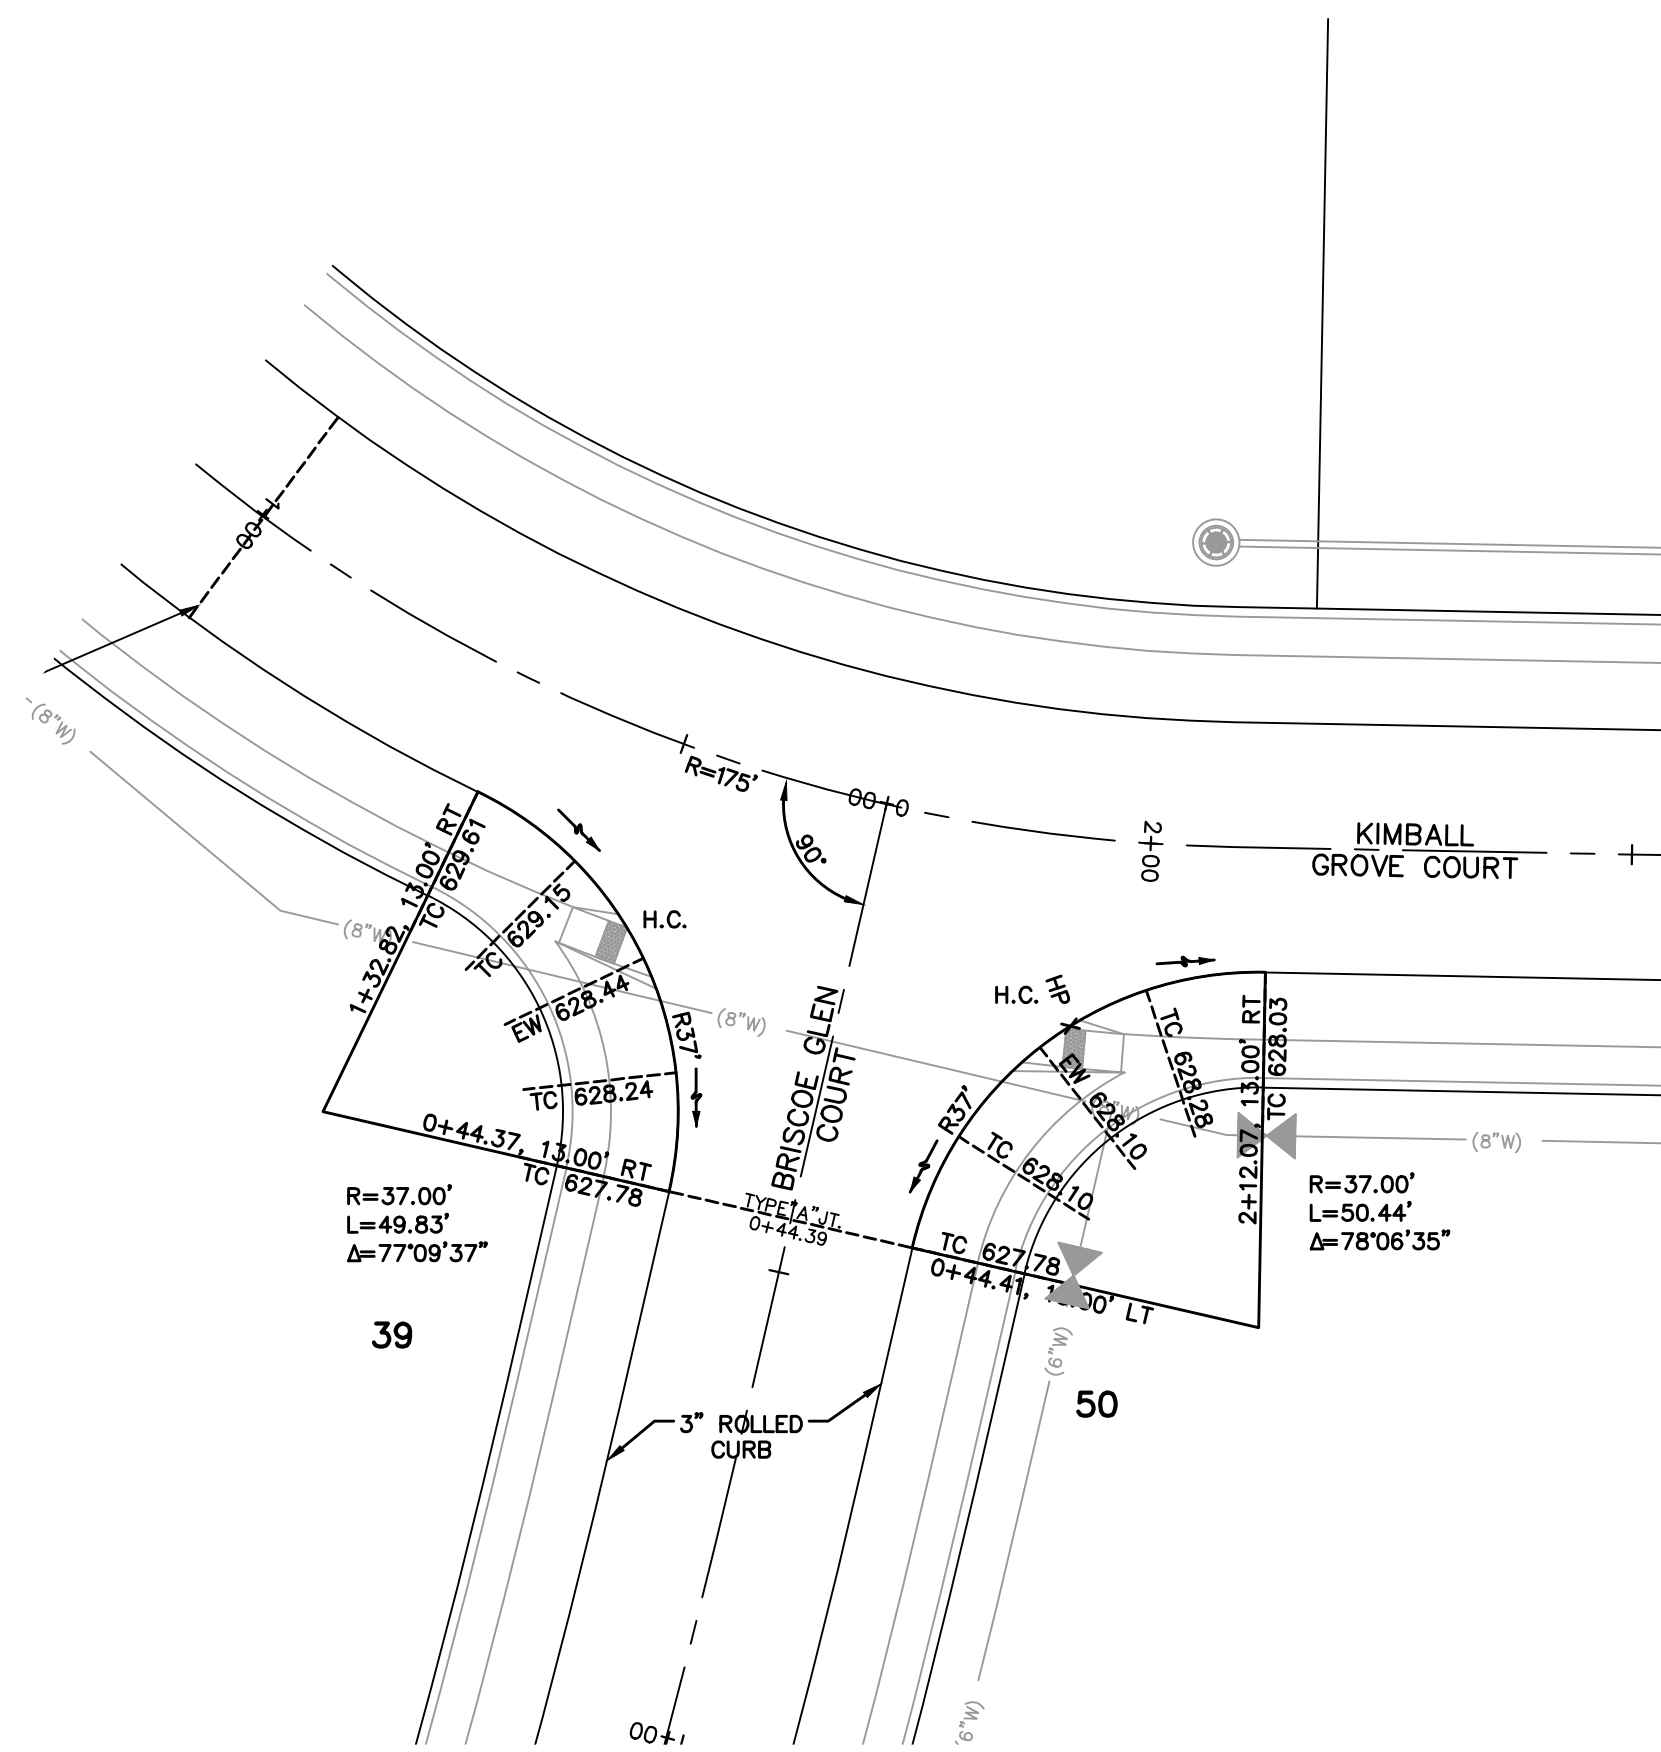 1+00
(8"W)
R=175'
00+0
90°
2+00
KIMBALL
GROVE COURT
1+32.82, 13.00' RT
TC 629.61
TC 629.15
H.C.
EW 628.44
R37'
TC 628.24
0+44.37, 13.00' RT
TC 627.78
(8"W)
(8"W)
BRISCOE GLEN
COURT
TYPE"A"JT.
0+44.39
H.C.
HP
TC 628.28
EW 628.10
R37'
TC 628.10
TC 627.78
0+44.41, 13.00' LT
2+12.07, 13.00' RT
TC 628.03
(8"W)
R=37.00'
L=49.83'
Δ=77°09'37"
R=37.00'
L=50.44'
Δ=78°06'35"
39
50
(6"W)
3" ROLLED
CURB
(6"W)